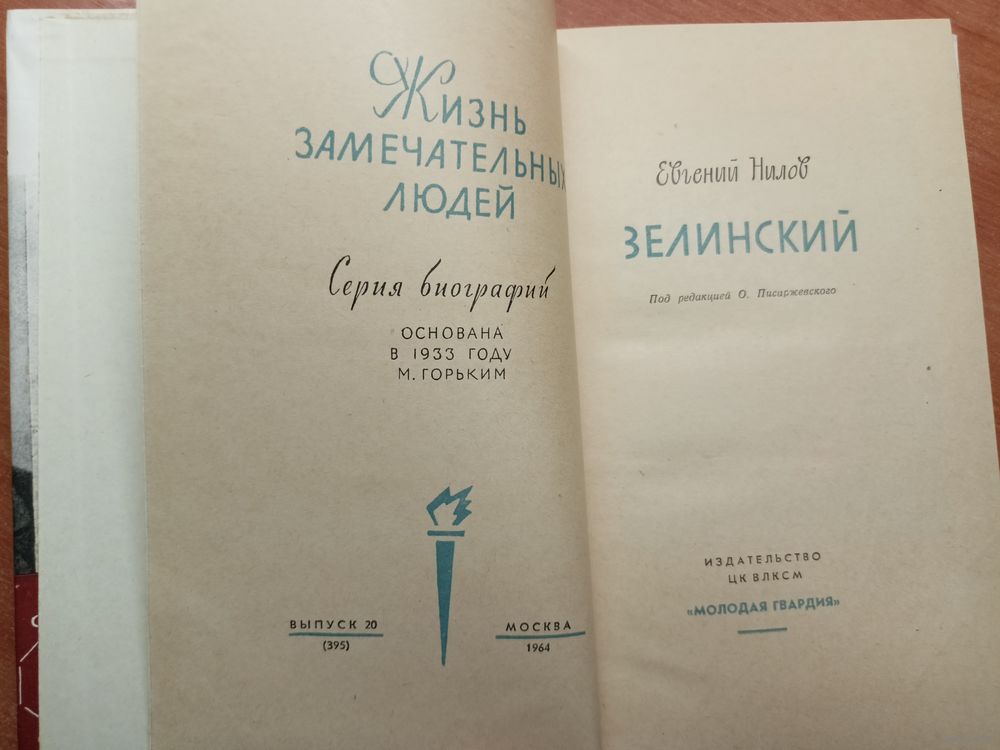 Жизнь
ЗАМЕЧАТЕЛЬНЫХ
ЛЮДЕЙ
Серия биографий
ОСНОВАНА
В 1933 ГОДУ
М. ГОРЬКИМ
ВЫПУСК 20
(395)
МОСКВА
1964
Евгений Нилов
ЗЕЛИНСКИЙ
Под редакцией О. Писаржевского
ИЗДАТЕЛЬСТВО
ЦК ВЛКСМ
«МОЛОДАЯ ГВАРДИЯ»